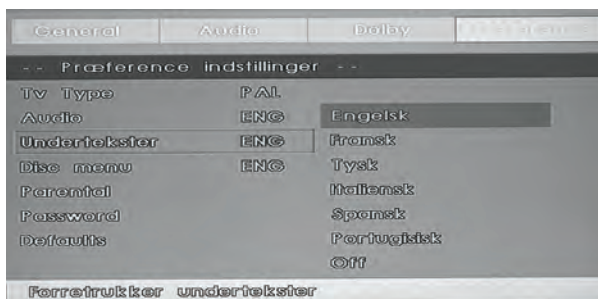 General Audio Dolby
-- Præference indstillinger --
Tv Type PAL
Audio ENG Engelsk
Undertekster ENG Fransk
Disc menu ENG Tysk
Parental Italiensk
Password Spansk
Defaults Portugisisk
Off
Forretrukker undertekster